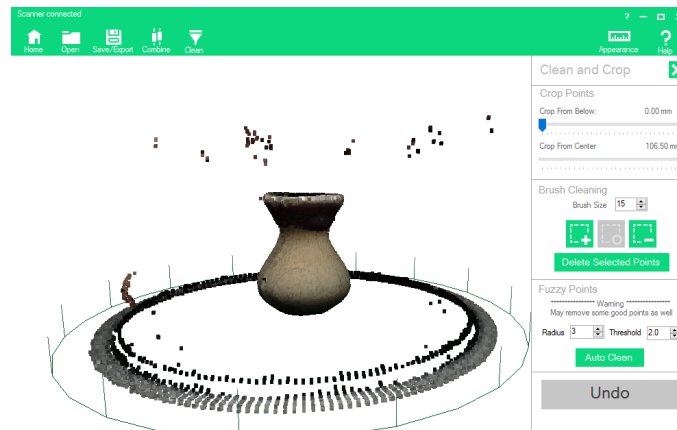 Scanner connected
?
Home Open Save/Export Combine Clean Appearance Help
Clean and Crop
Crop Points
Crop From Below: 0.00 mm
Crop From Center 106.50 mm
Brush Cleaning
Brush Size 15
Delete Selected Points
Fuzzy Points
---------------- Warning ----------------
May remove some good points as well
Radius 3 Threshold 2.0
Auto Clean
Undo